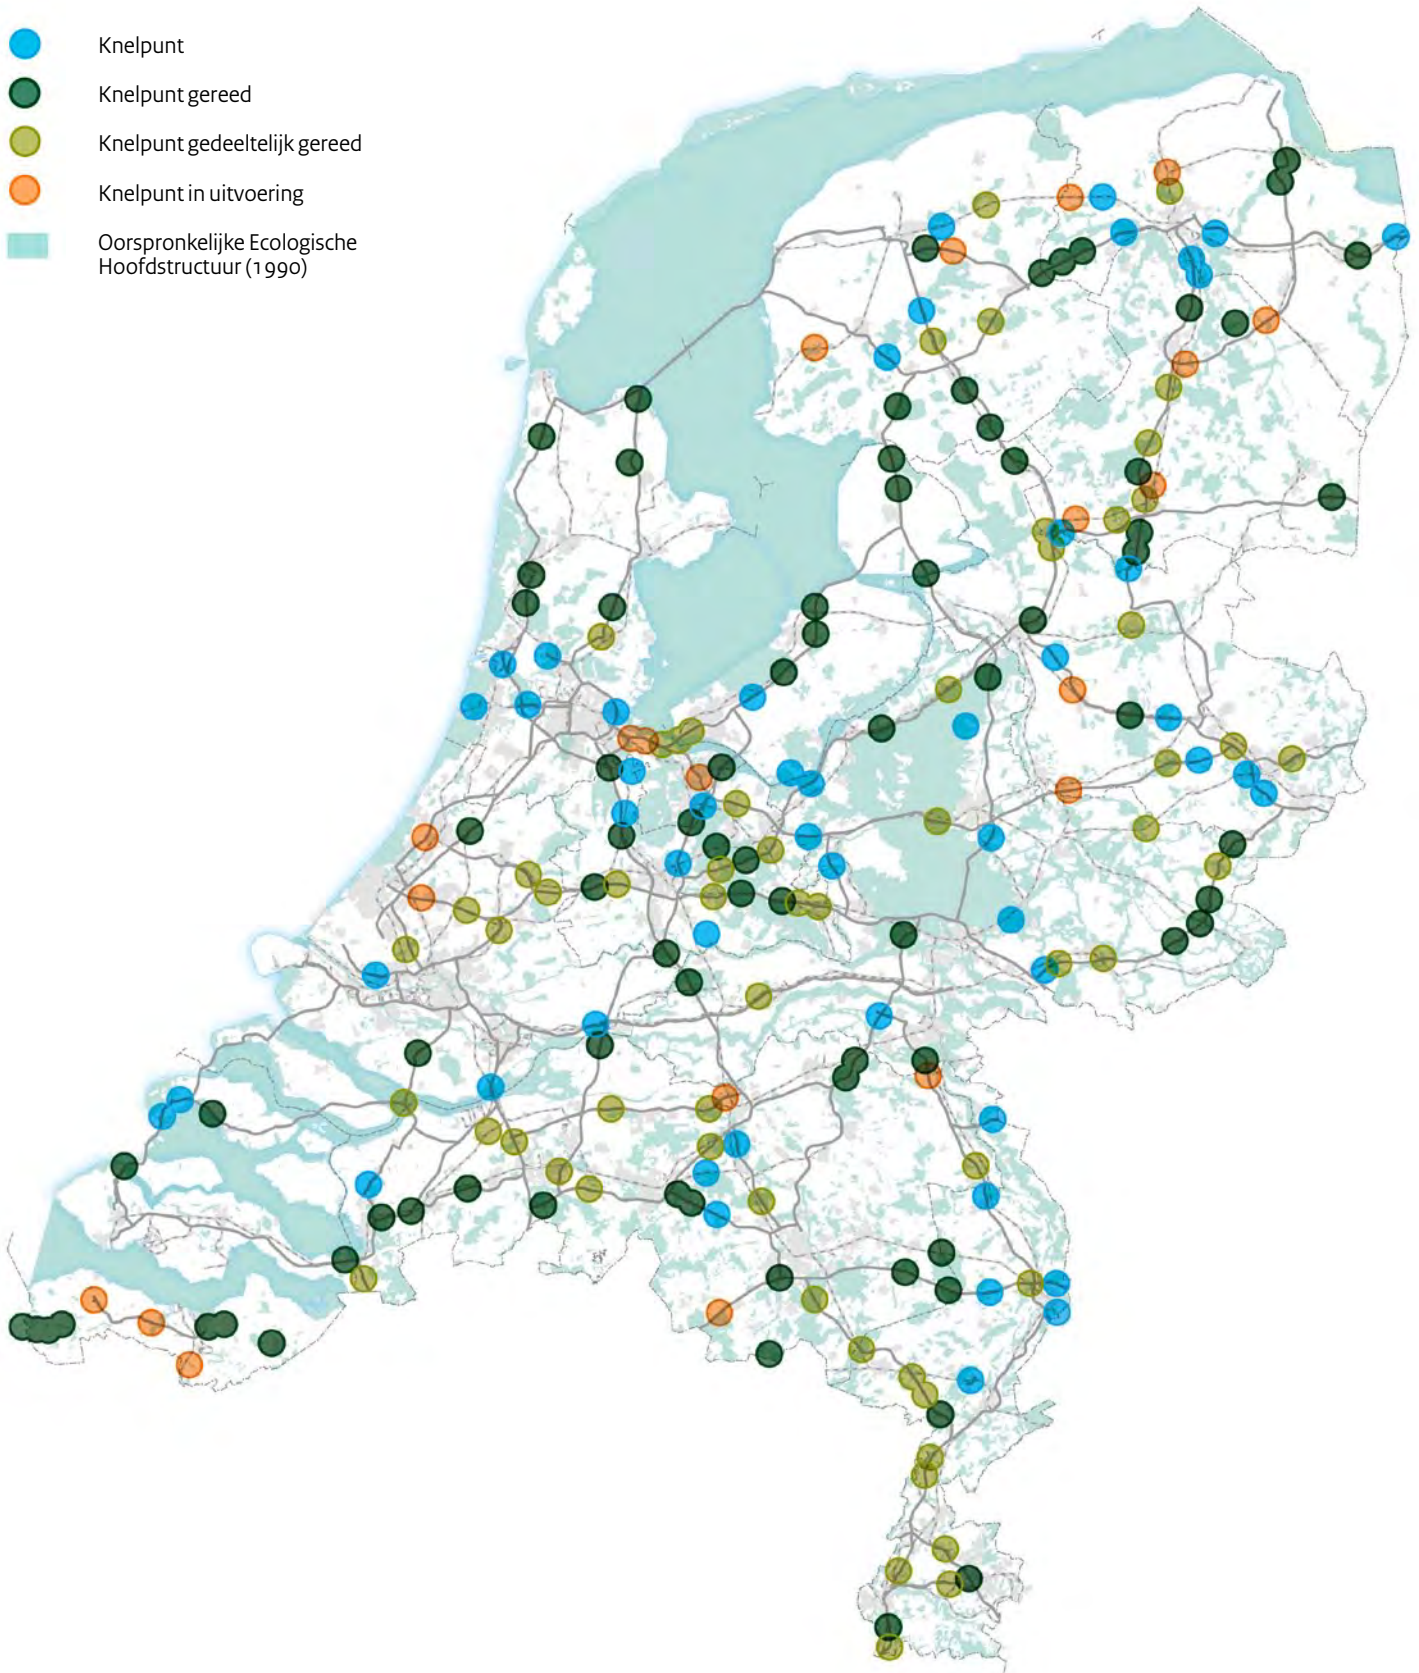 Knelpunt
Knelpunt gereed
Knelpunt gedeeltelijk gereed
Knelpunt in uitvoering
Oorspronkelijke Ecologische
Hoofdstructuur (1990)